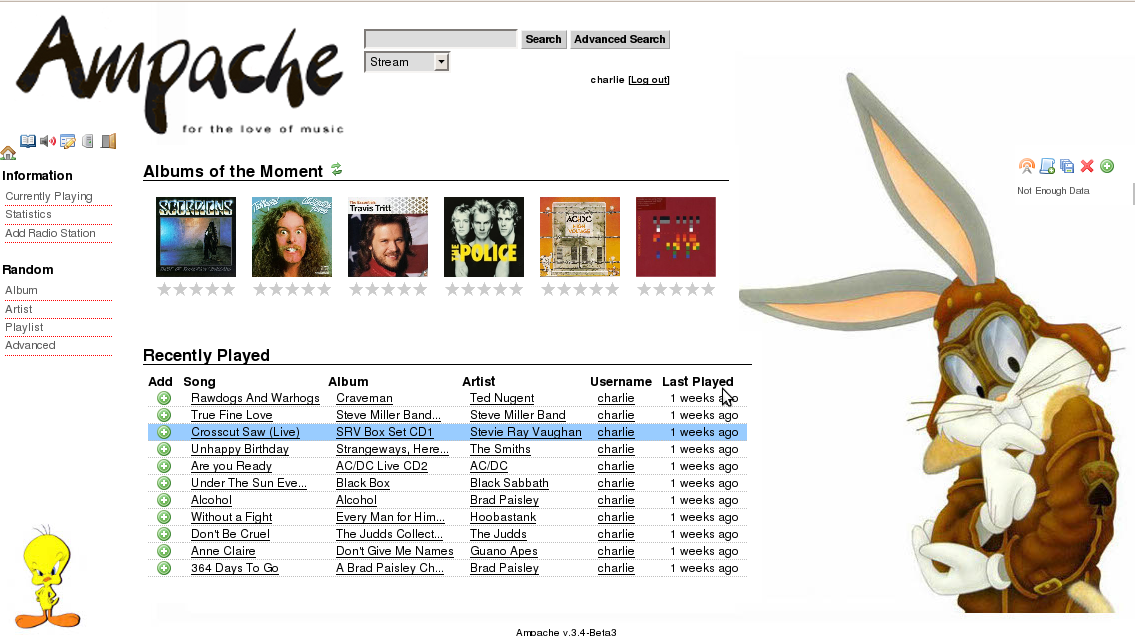 Ampache
for the love of music
Search
Advanced Search
Stream
charlie [Log out]
Information
Currently Playing
Statistics
Add Radio Station
Random
Album
Artist
Playlist
Advanced
Albums of the Moment
SCORPIONS
Travis Tritt
THE POLICE
AC/DC
HIGH VOLTAGE
Not Enough Data
Recently Played
Add Song Album Artist Username Last Played
Rawdogs And Warhogs Craveman Ted Nugent charlie 1 weeks ago
True Fine Love Steve Miller Band... Steve Miller Band charlie 1 weeks ago
Crosscut Saw (Live) SRV Box Set CD1 Stevie Ray Vaughan charlie 1 weeks ago
Unhappy Birthday Strangeways, Here... The Smiths charlie 1 weeks ago
Are you Ready AC/DC Live CD2 AC/DC charlie 1 weeks ago
Under The Sun Eve... Black Box Black Sabbath charlie 1 weeks ago
Alcohol Alcohol Brad Paisley charlie 1 weeks ago
Without a Fight Every Man for Him... Hoobastank charlie 1 weeks ago
Don't Be Cruel The Judds Collect... The Judds charlie 1 weeks ago
Anne Claire Don't Give Me Names Guano Apes charlie 1 weeks ago
364 Days To Go A Brad Paisley Ch... Brad Paisley charlie 1 weeks ago
Ampache v.3.4-Beta3